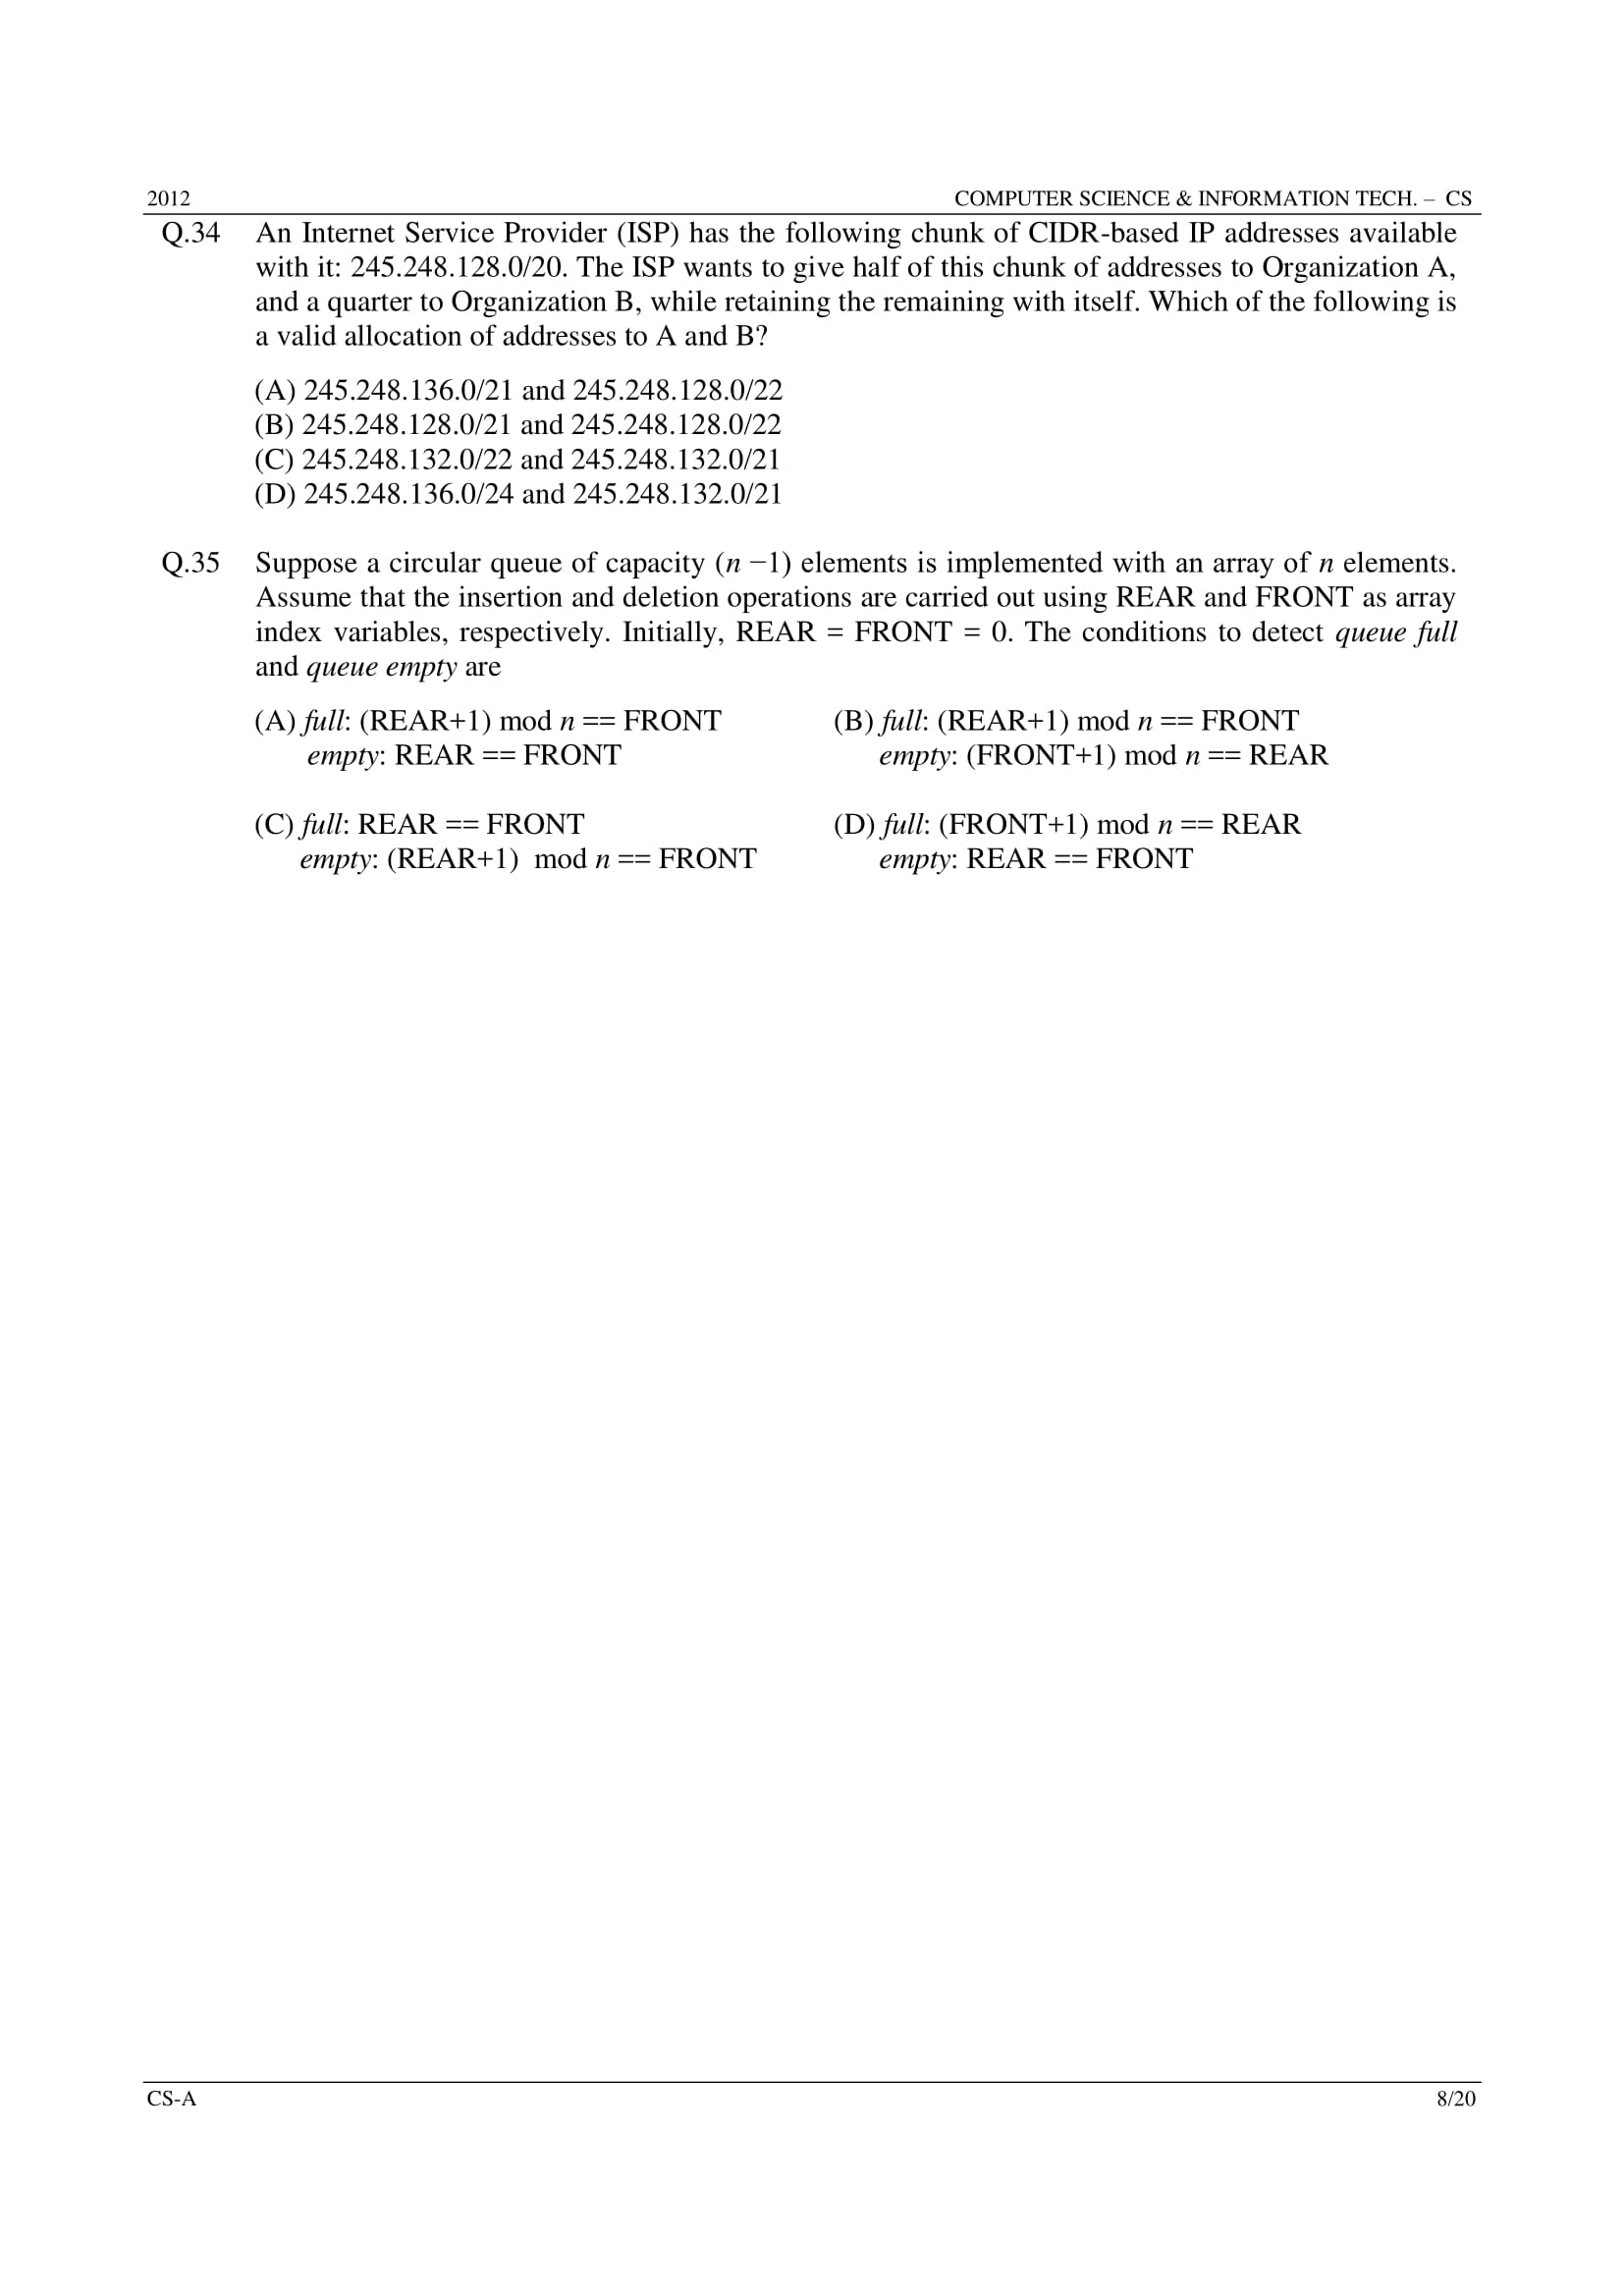 2012 COMPUTER SCIENCE & INFORMATION TECH. – CS
Q.34 An Internet Service Provider (ISP) has the following chunk of CIDR-based IP addresses available
with it: 245.248.128.0/20. The ISP wants to give half of this chunk of addresses to Organization A,
and a quarter to Organization B, while retaining the remaining with itself. Which of the following is
a valid allocation of addresses to A and B?
(A) 245.248.136.0/21 and 245.248.128.0/22
(B) 245.248.128.0/21 and 245.248.128.0/22
(C) 245.248.132.0/22 and 245.248.132.0/21
(D) 245.248.136.0/24 and 245.248.132.0/21
Q.35 Suppose a circular queue of capacity (n −1) elements is implemented with an array of n elements.
Assume that the insertion and deletion operations are carried out using REAR and FRONT as array
index variables, respectively. Initially, REAR = FRONT = 0. The conditions to detect queue full
and queue empty are
(A) full: (REAR+1) mod n == FRONT (B) full: (REAR+1) mod n == FRONT
empty: REAR == FRONT empty: (FRONT+1) mod n == REAR
(C) full: REAR == FRONT (D) full: (FRONT+1) mod n == REAR
empty: (REAR+1) mod n == FRONT empty: REAR == FRONT
CS-A 8/20